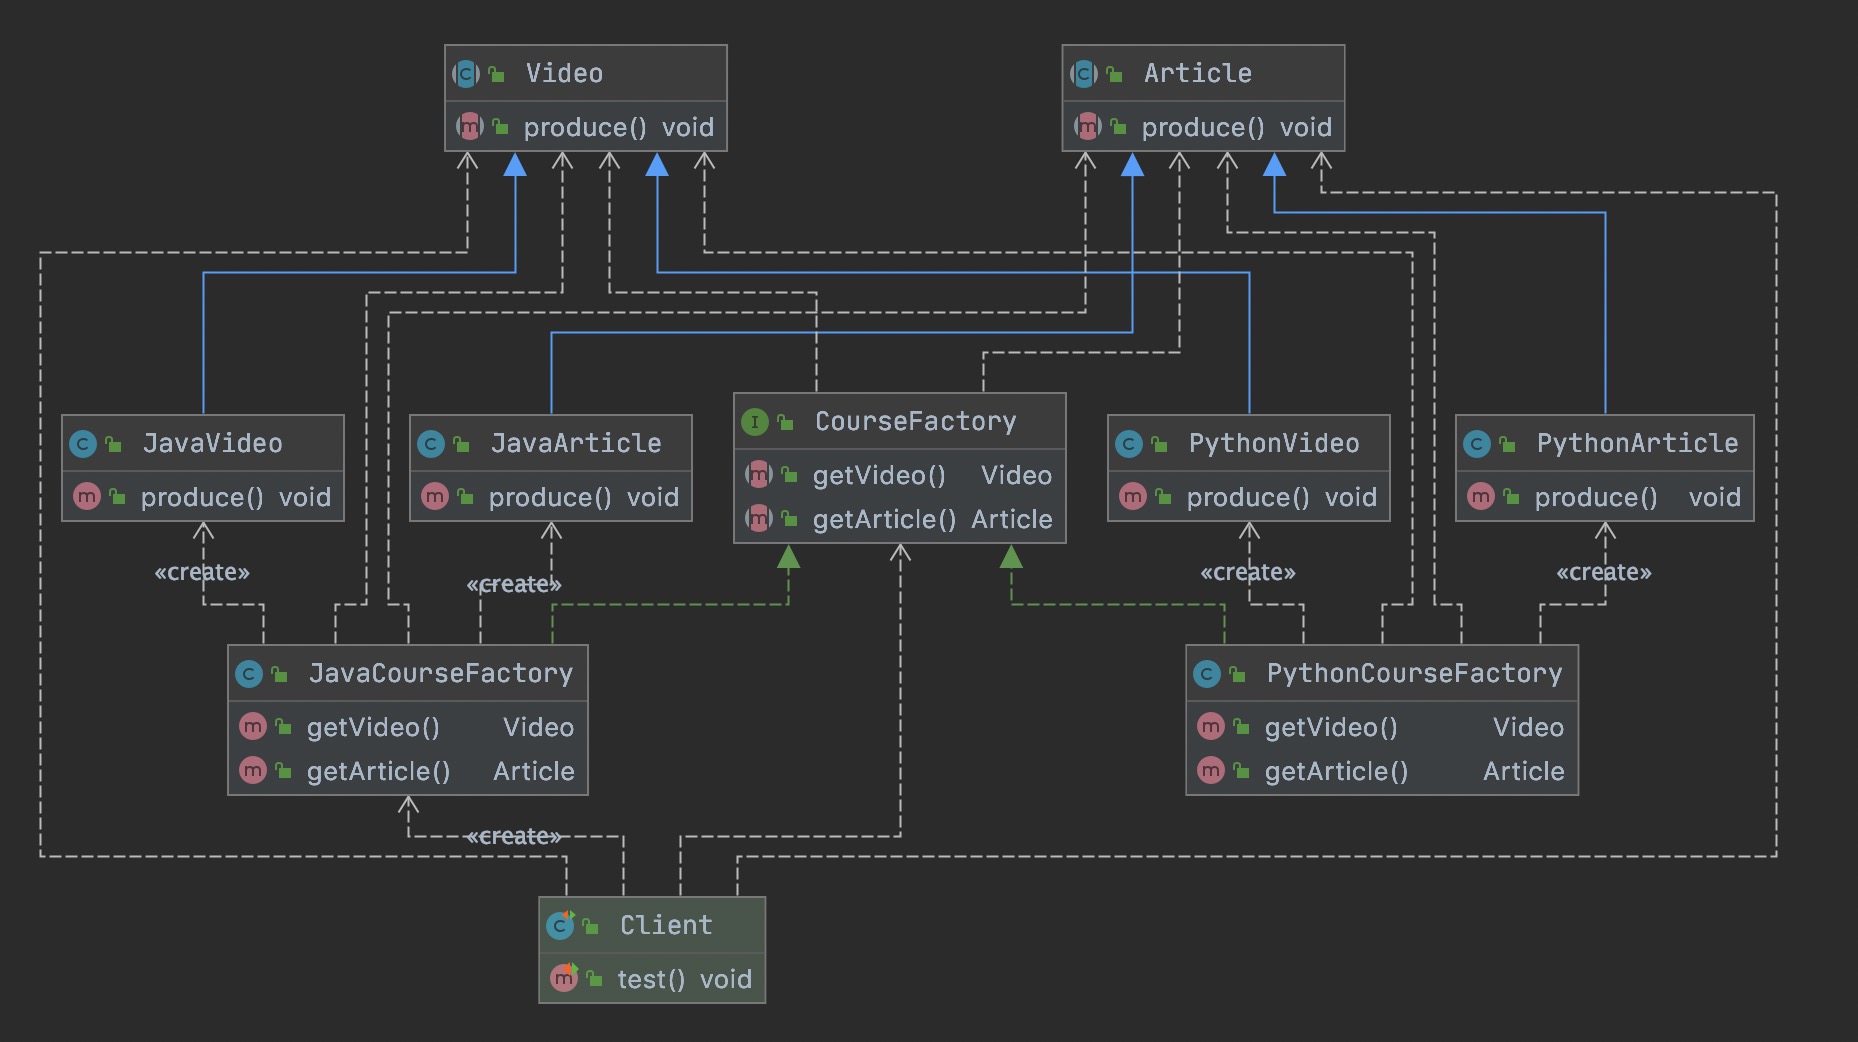 Video
produce() void
Article
produce() void
JavaVideo
produce() void
JavaArticle
produce() void
CourseFactory
getVideo() Video
getArticle() Article
PythonVideo
produce() void
PythonArticle
produce() void
«create»
«create»
«create»
«create»
JavaCourseFactory
getVideo() Video
getArticle() Article
PythonCourseFactory
getVideo() Video
getArticle() Article
«create»
Client
test() void